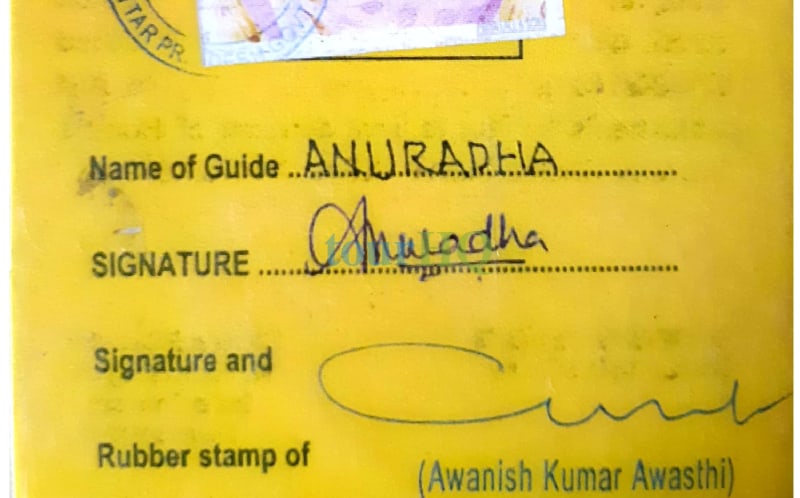 TAR PR.
Name of Guide ANURADHA
SIGNATURE Anuradha
Signature and
Rubber stamp of
(Awanish Kumar Awasthi)